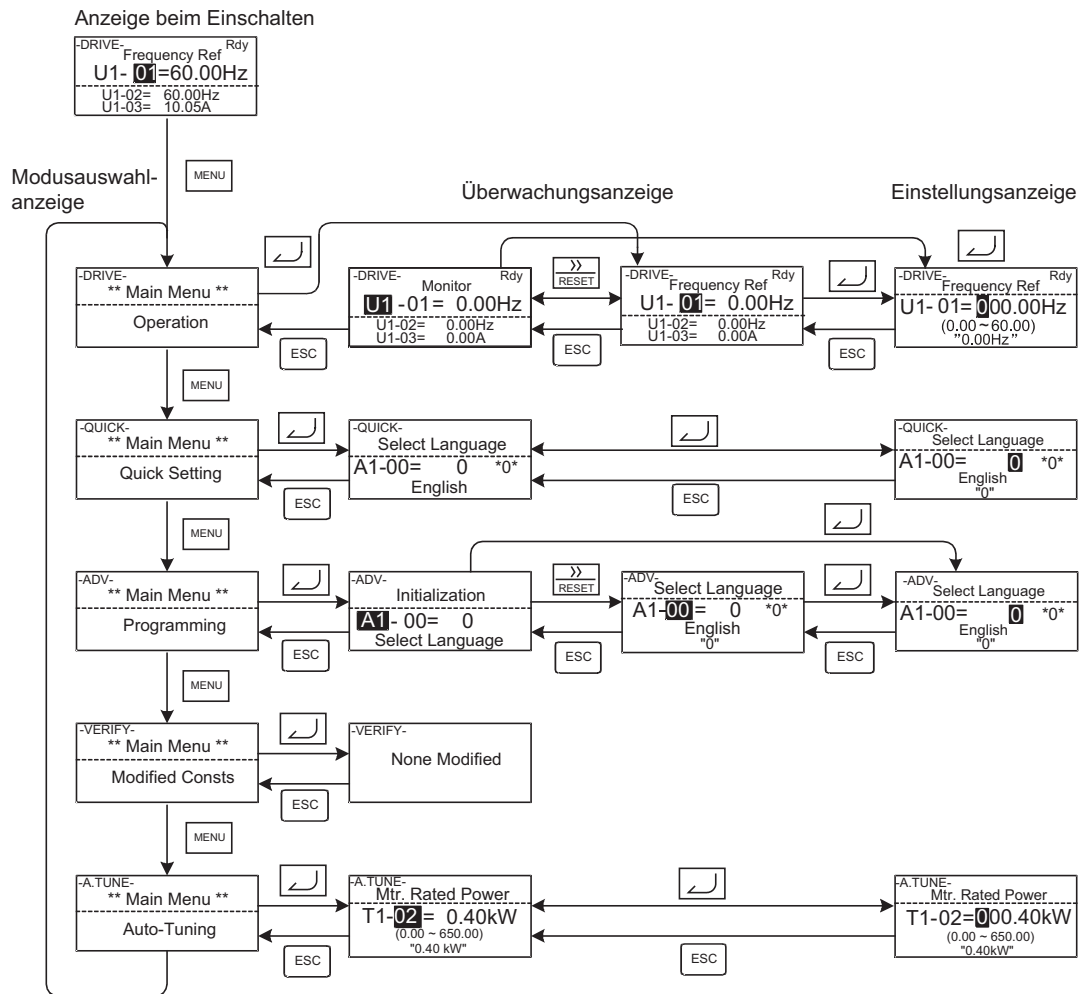 Anzeige beim Einschalten
-DRIVE- Rdy
Frequency Ref
U1- 01=60.00Hz
U1-02= 60.00Hz
U1-03= 10.05A
MENU
Modusauswahl-
anzeige
Überwachungsanzeige
Einstellungsanzeige
-DRIVE-
** Main Menu **
Operation
-DRIVE- Rdy
Monitor
U1 -01= 0.00Hz
U1-02= 0.00Hz
U1-03= 0.00A
>>
RESET
-DRIVE- Rdy
Frequency Ref
U1- 01= 0.00Hz
U1-02= 0.00Hz
U1-03= 0.00A
-DRIVE- Rdy
Frequency Ref
U1- 01=000.00Hz
(0.00 ~ 60.00)
"0.00Hz"
ESC
ESC
ESC
MENU
-QUICK-
** Main Menu **
Quick Setting
-QUICK-
Select Language
A1-00= 0 *0*
English
-QUICK-
Select Language
A1-00= 0 *0*
English
"0"
ESC
ESC
MENU
-ADV-
** Main Menu **
Programming
-ADV-
Initialization
A1 - 00= 0
Select Language
>>
RESET
-ADV-
Select Language
A1-00 = 0 *0*
English
"0"
-ADV-
Select Language
A1-00= 0 *0*
English
"0"
ESC
ESC
ESC
MENU
-VERIFY-
** Main Menu **
Modified Consts
-VERIFY-
None Modified
ESC
MENU
-A.TUNE-
** Main Menu **
Auto-Tuning
-A.TUNE-
Mtr. Rated Power
T1-02 = 0.40kW
(0.00 ~ 650.00)
"0.40 kW"
-A.TUNE-
Mtr. Rated Power
T1-02=000.40kW
(0.00 ~ 650.00)
"0.40kW"
ESC
ESC